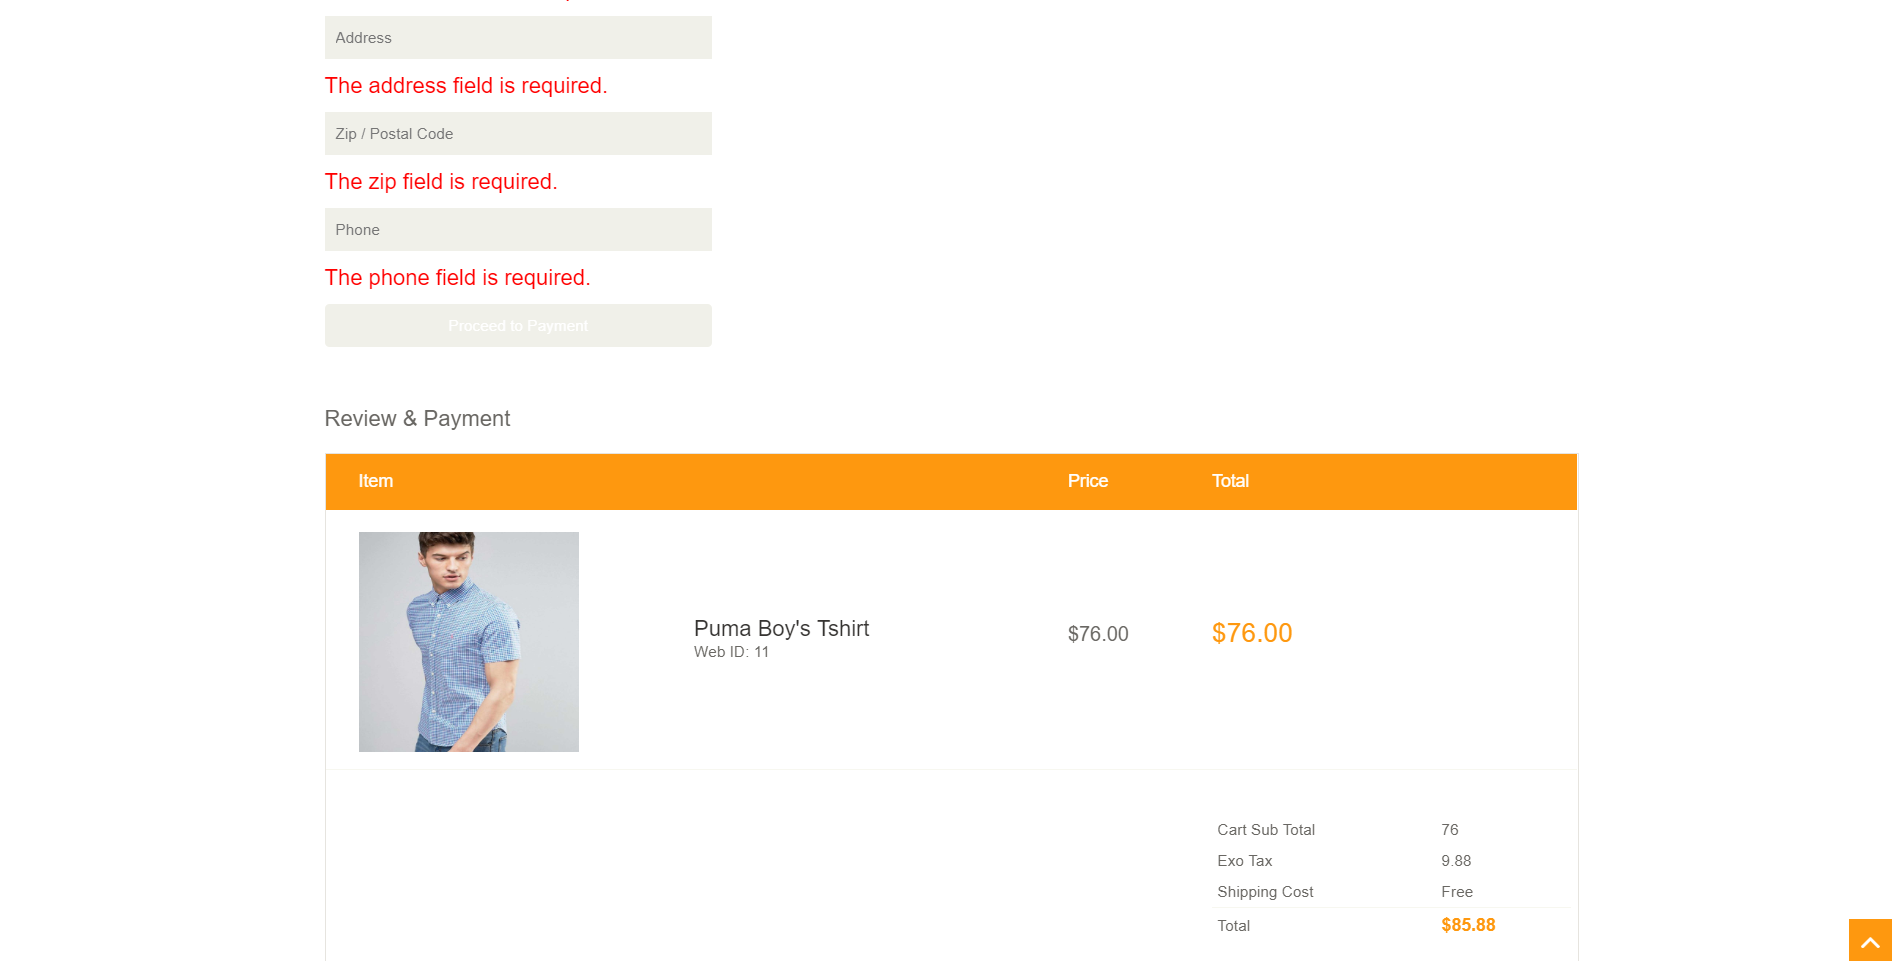 Address
The address field is required.
Zip / Postal Code
The zip field is required.
Phone
The phone field is required.
Proceed to Payment
Review & Payment
Item Price Total
Puma Boy's Tshirt
Web ID: 11
$76.00 $76.00
Cart Sub Total 76
Exo Tax 9.88
Shipping Cost Free
Total $85.88